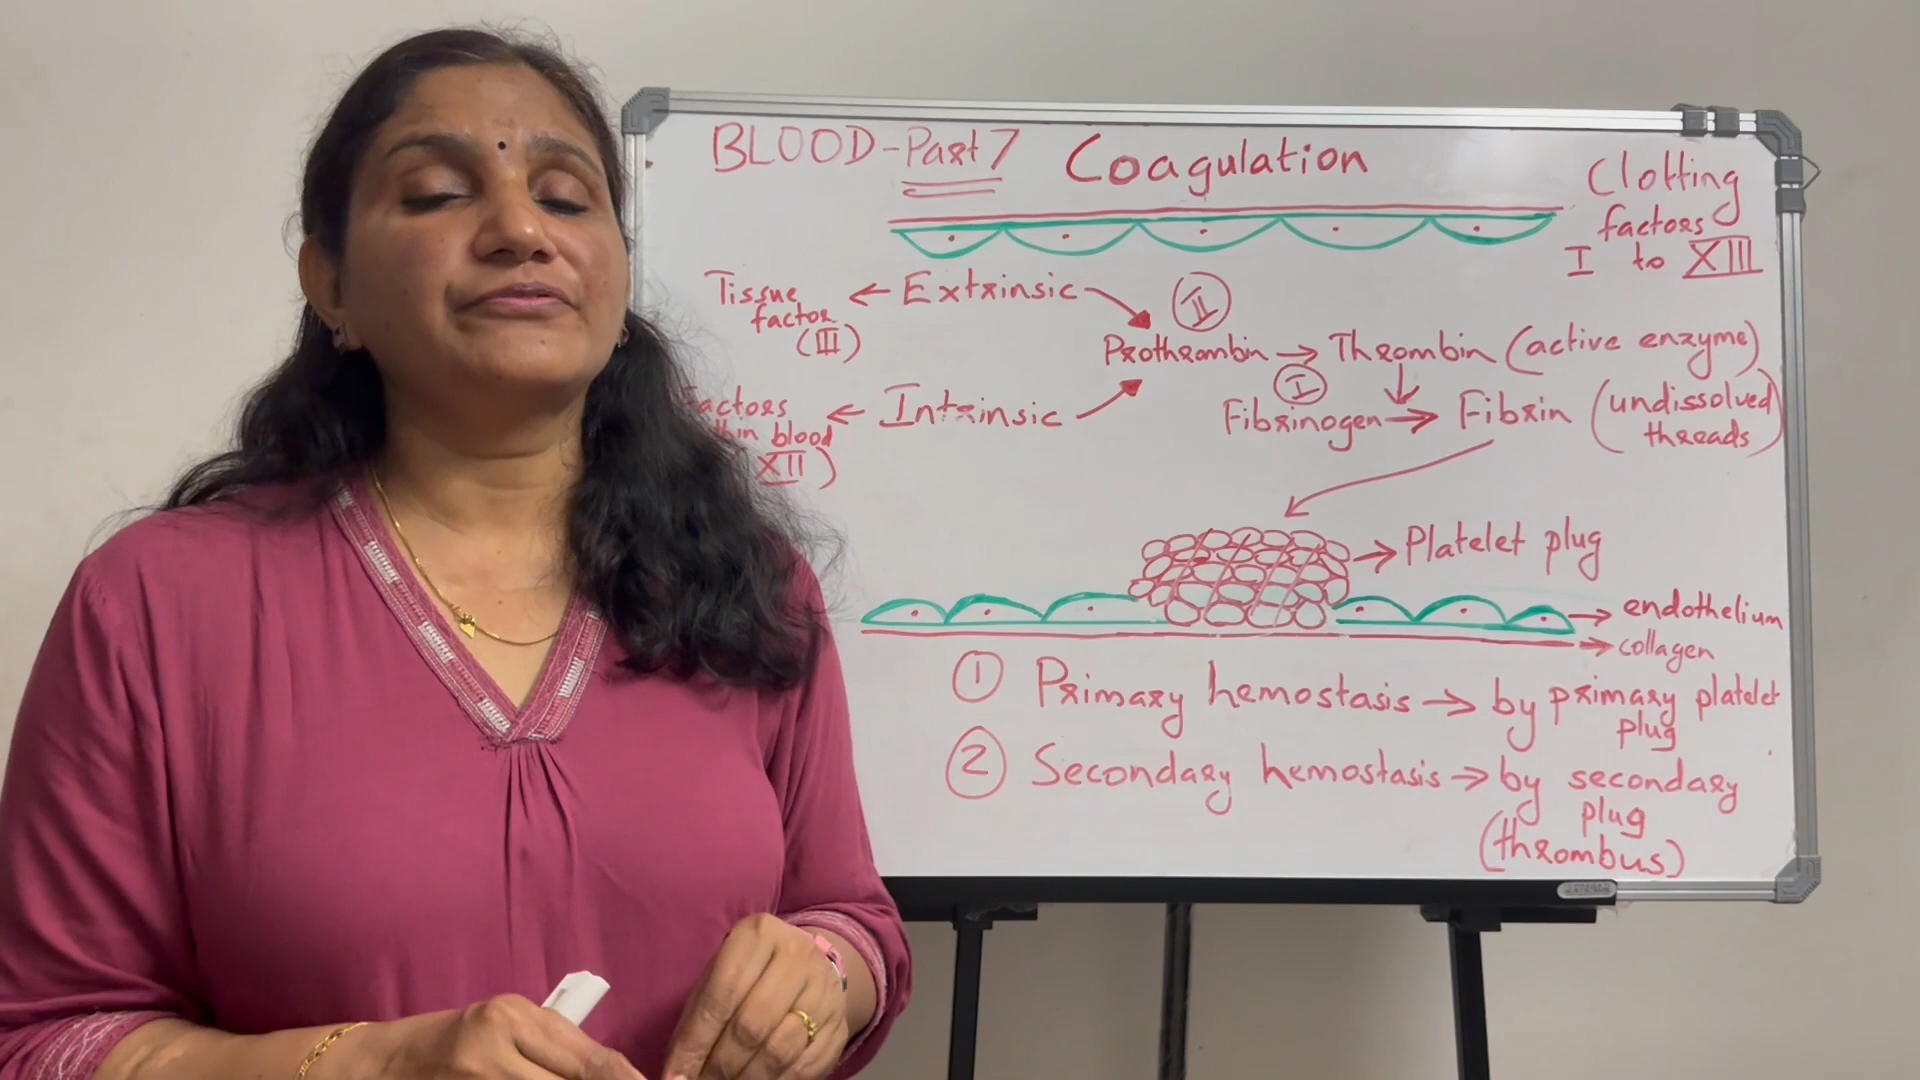 BLOOD-Part 7 Coagulation
Clotting
factors
I to XIII
Tissue
factor
(III)
← Extrinsic
II
Prothrombin → Thrombin (active enzyme)
I
Fibrinogen → Fibrin (undissolved
threads)
actors
blood
XII)
← Intrinsic
→ Platelet plug
→ endothelium
→ collagen
① Primary hemostasis → by primary platelet
plug
② Secondary hemostasis → by secondary
plug
(thrombus)